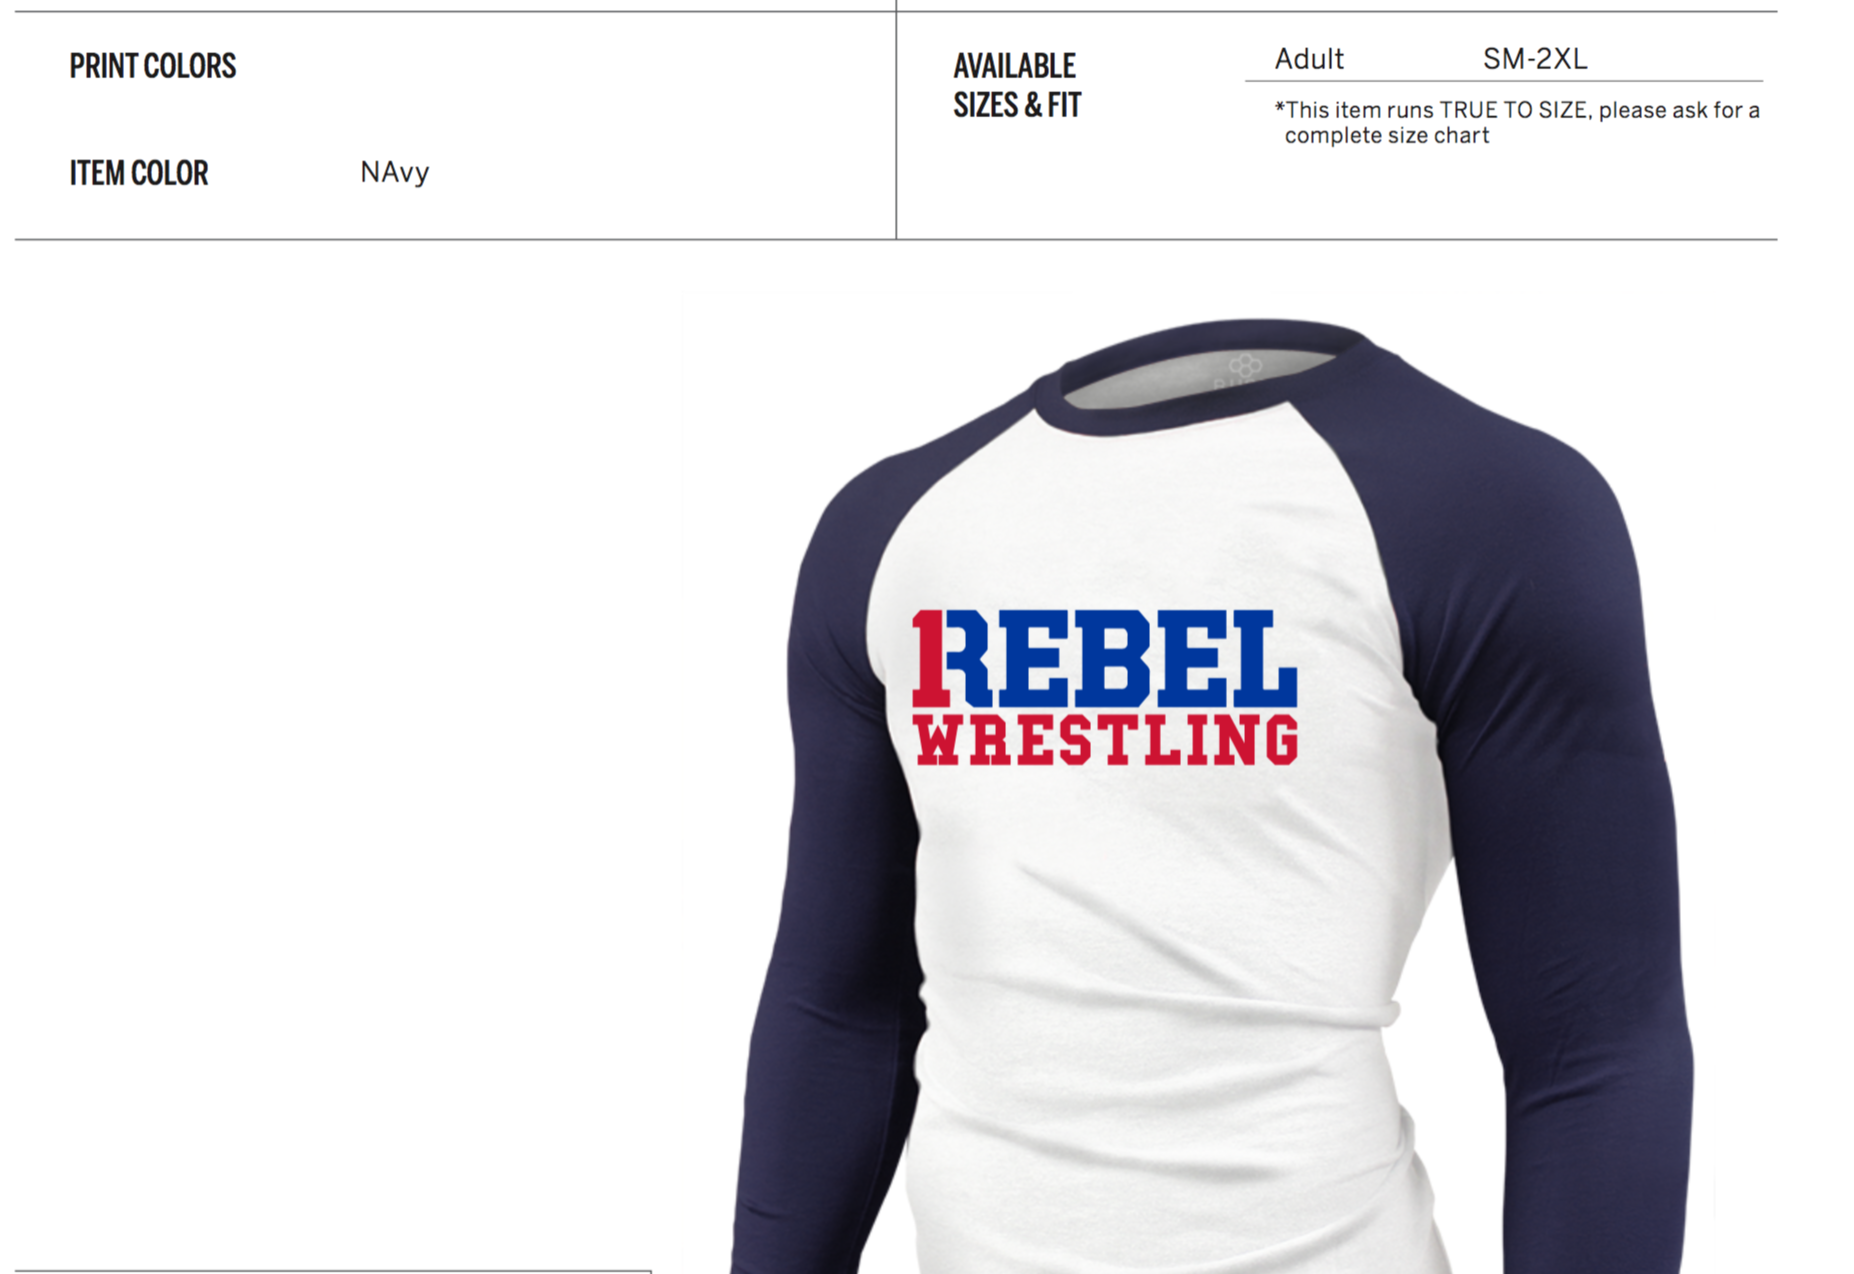 PRINT COLORS
ITEM COLOR NAvy
AVAILABLE
SIZES & FIT
Adult SM-2XL
*This item runs TRUE TO SIZE, please ask for a
complete size chart
1REBEL
WRESTLING